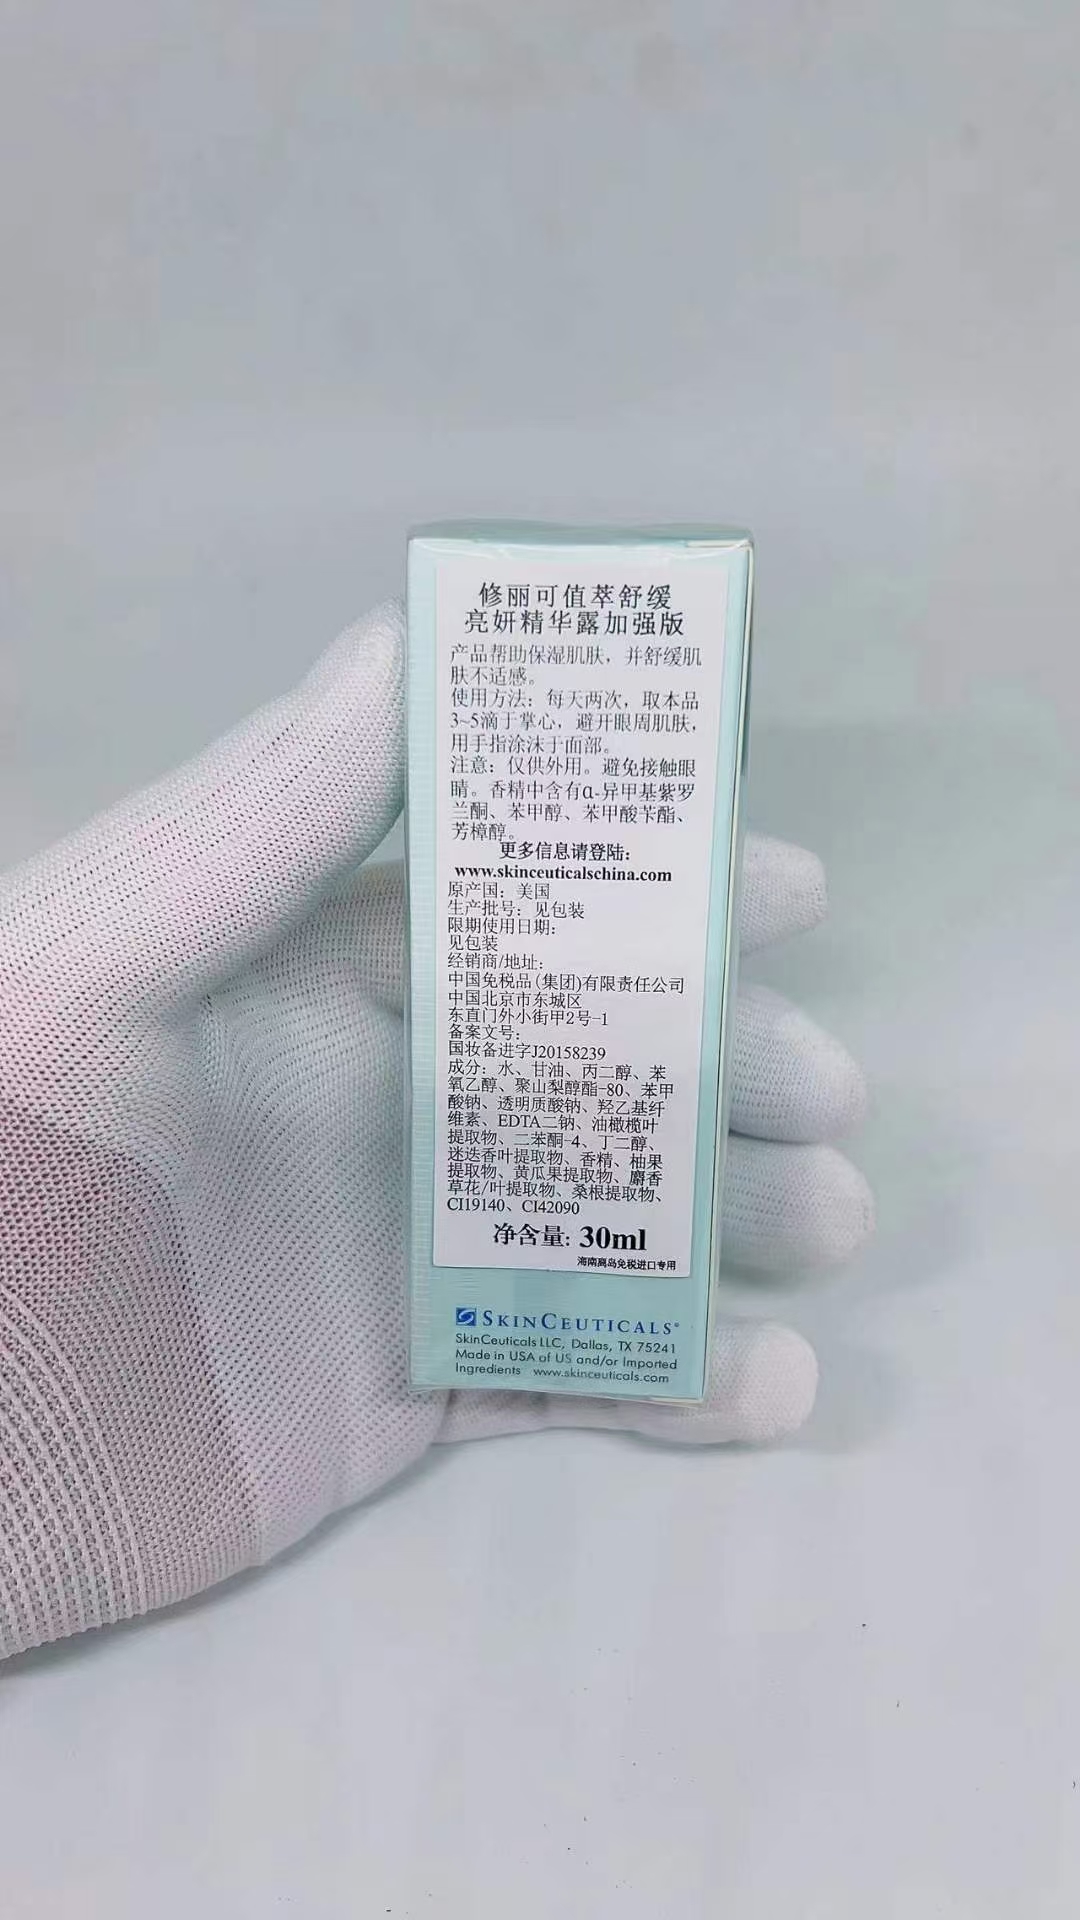 修丽可值萃舒缓
亮妍精华露加强版
产品帮助保湿肌肤，并舒缓肌
肤不适感。
使用方法：每天两次，取本品
3~5滴于掌心，避开眼周肌肤，
用手指涂沫于面部。
注意：仅供外用。避免接触眼
睛。香精中含有α-异甲基紫罗
兰酮、苯甲醇、苯甲酸苄酯、
芳樟醇。
更多信息请登陆：
www.skinceuticalschina.com
原产国：美国
生产批号：见包装
限期使用日期：
见包装
经销商/地址：
中国免税品(集团)有限责任公司
中国北京市东城区
东直门外小街甲2号-1
备案文号：
国妆备进字J20158239
成分：水、甘油、丙二醇、苯
氧乙醇、聚山梨醇酯-80、苯甲
酸钠、透明质酸钠、羟乙基纤
维素、EDTA二钠、油橄榄叶
提取物、二苯酮-4、丁二醇、
迷迭香叶提取物、香精、柚果
提取物、黄瓜果提取物、麝香
草花/叶提取物、桑根提取物、
CI19140、CI42090
净含量: 30ml
海南离岛免税进口专用
SKINCEUTICALS®
SkinCeuticals LLC, Dallas, TX 75241
Made in USA of US and/or Imported
Ingredients www.skinceuticals.com